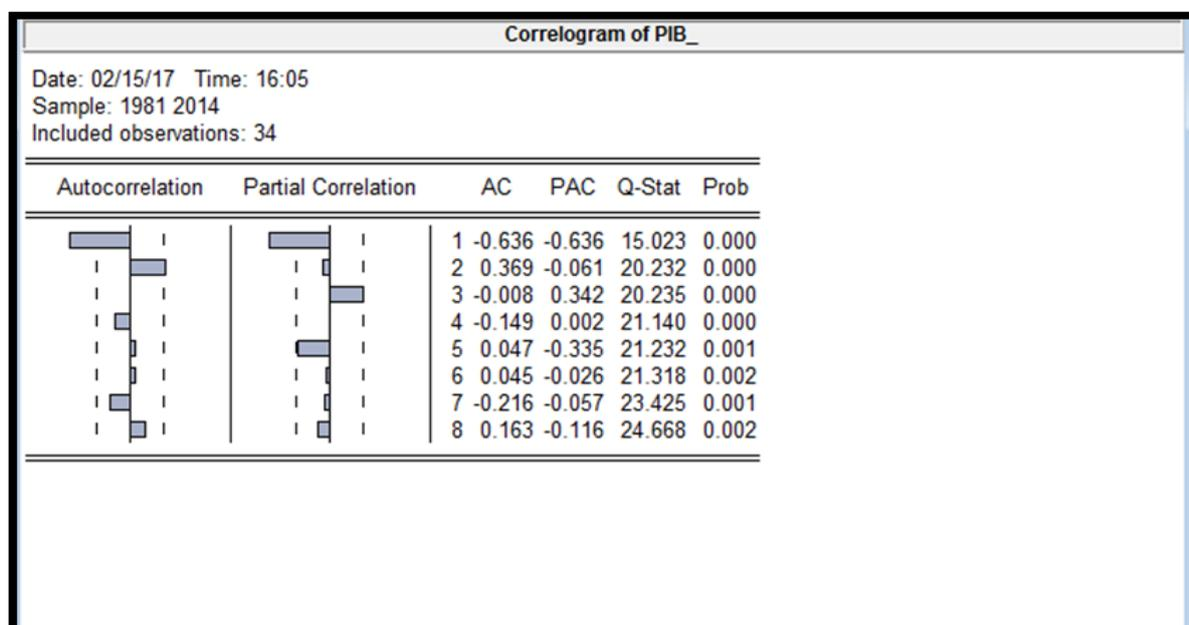 Correlogram of PIB_
Date: 02/15/17 Time: 16:05
Sample: 1981 2014
Included observations: 34
Autocorrelation Partial Correlation AC PAC Q-Stat Prob
1 -0.636 -0.636 15.023 0.000
2 0.369 -0.061 20.232 0.000
3 -0.008 0.342 20.235 0.000
4 -0.149 0.002 21.140 0.000
5 0.047 -0.335 21.232 0.001
6 0.045 -0.026 21.318 0.002
7 -0.216 -0.057 23.425 0.001
8 0.163 -0.116 24.668 0.002